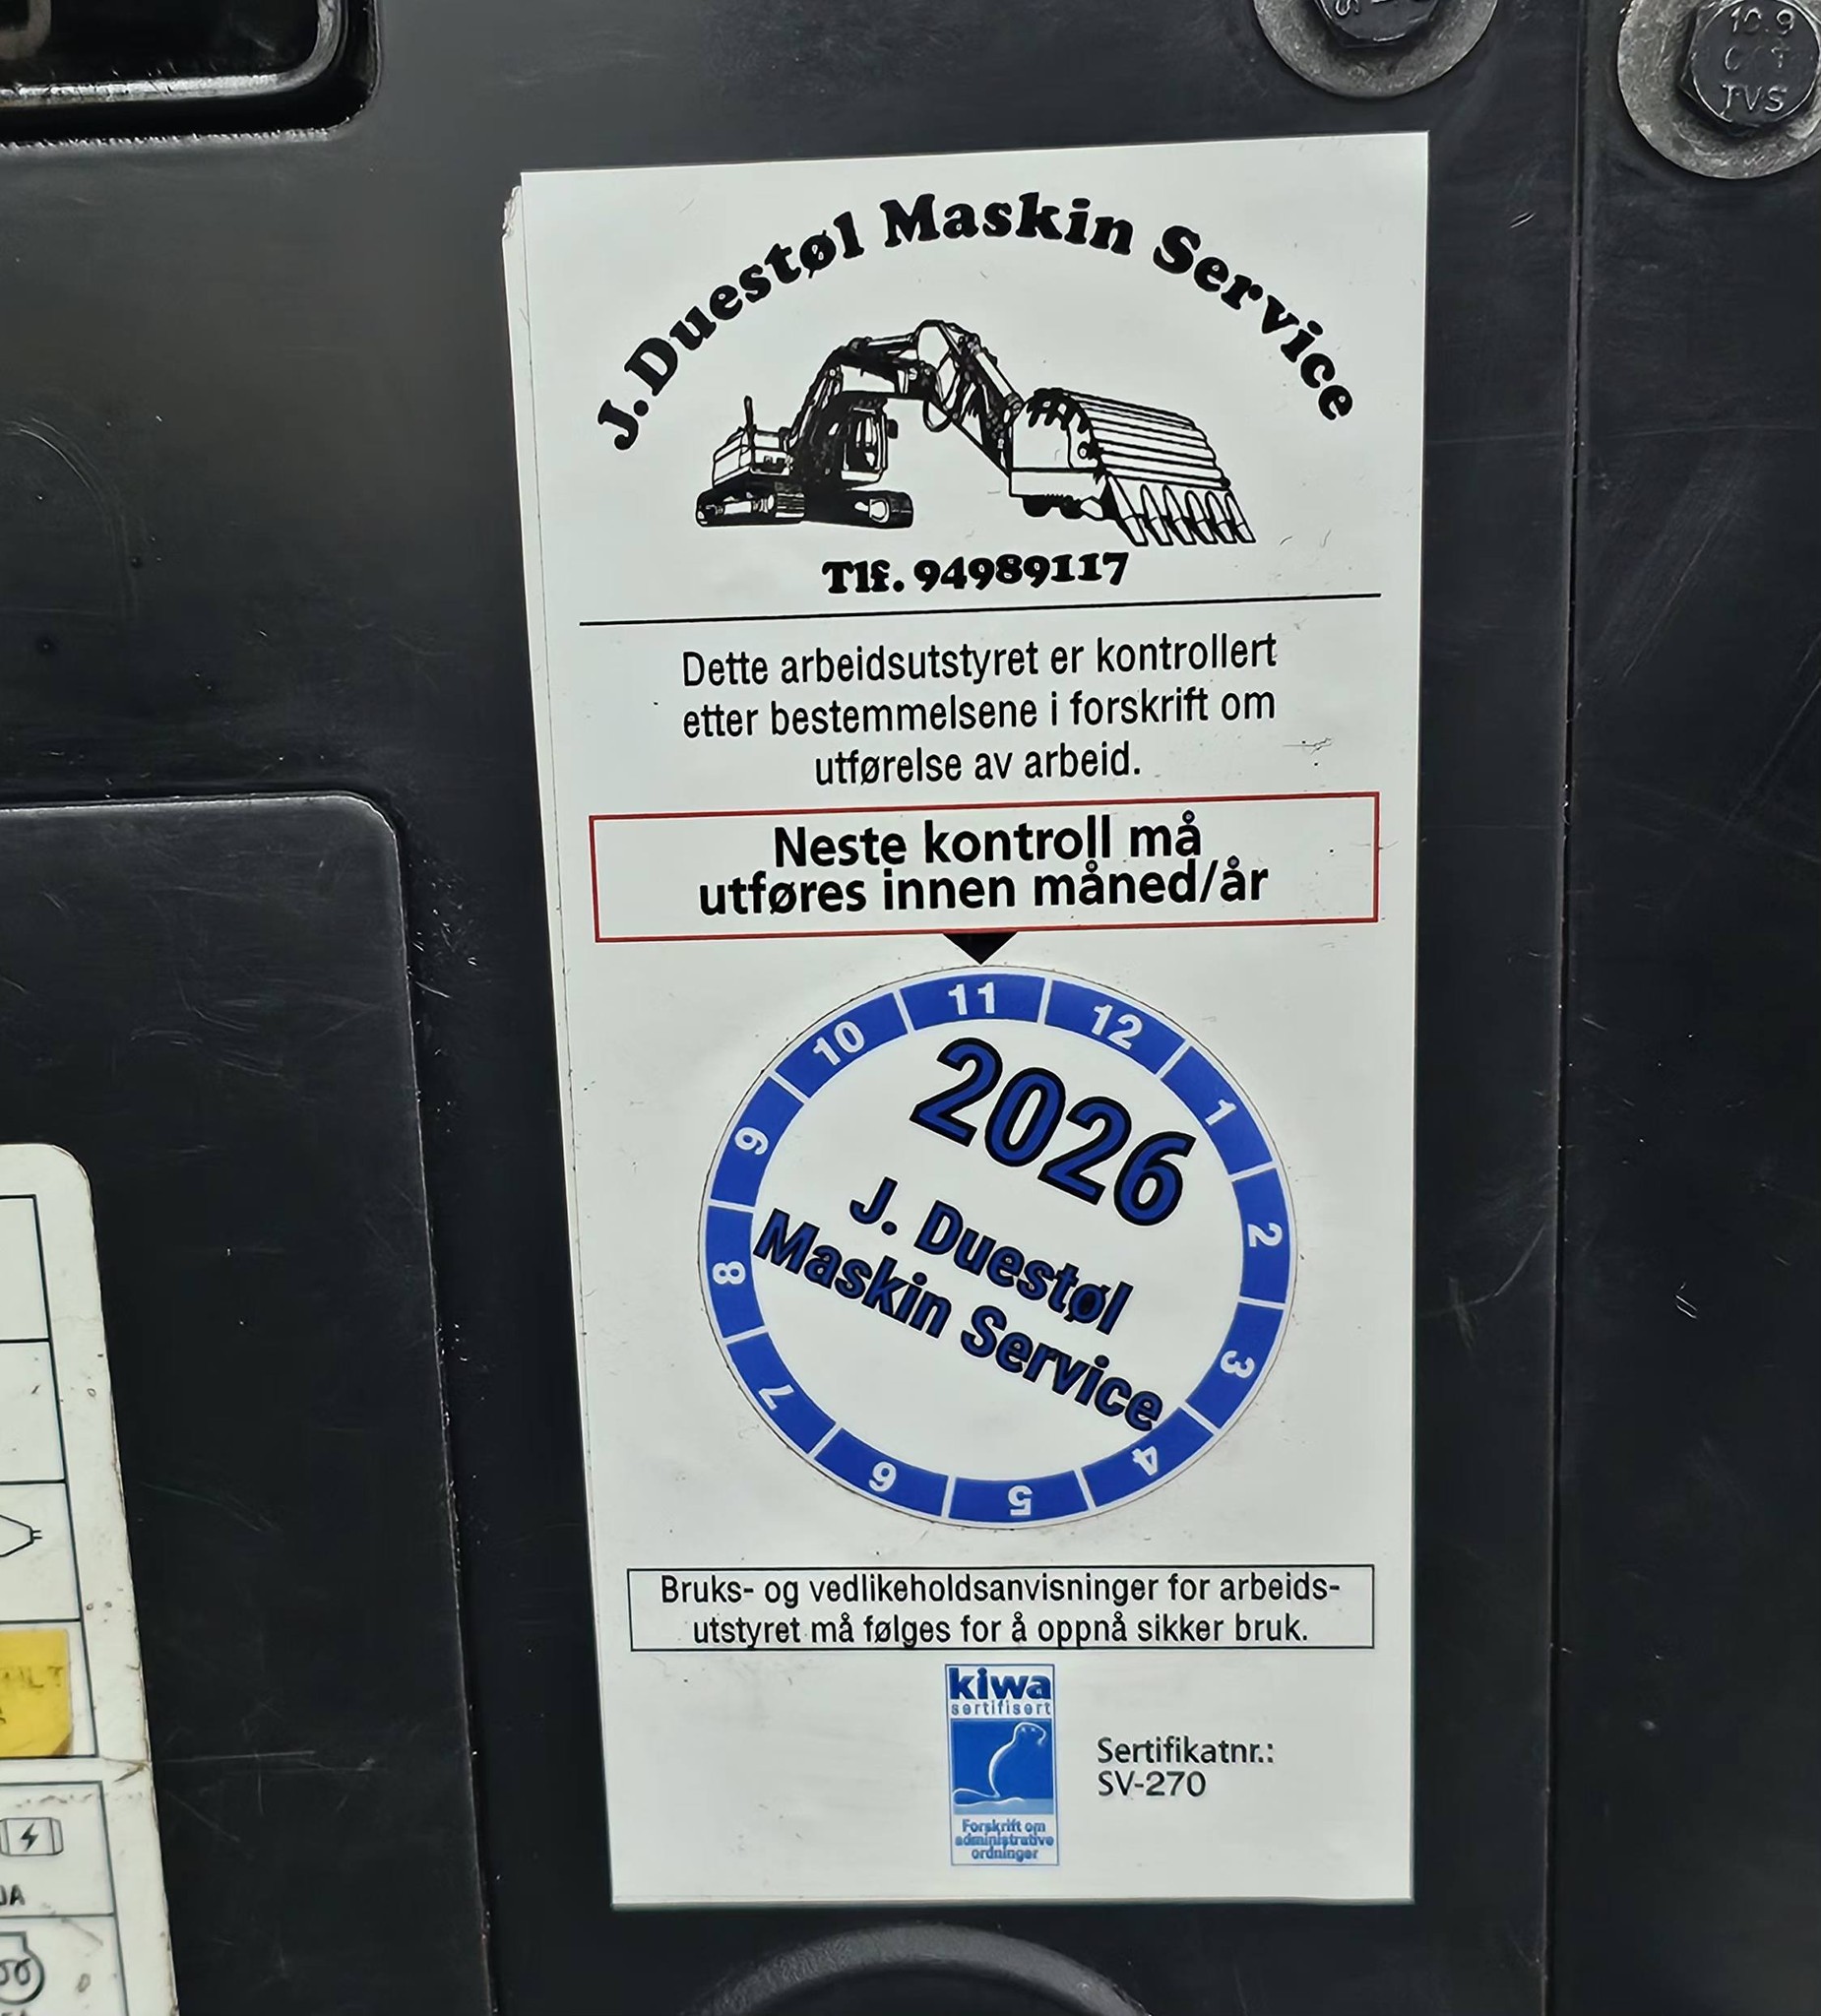 10.9
TVS
J. Duestøl Maskin Service
Tlf. 94989117
Dette arbeidsutstyret er kontrollert
etter bestemmelsene i forskrift om
utførelse av arbeid.
Neste kontroll må
utføres innen måned/år
11
12
1
2
3
4
5
6
7
8
9
10
2026
J. Duestøl
Maskin Service
Bruks- og vedlikeholdsanvisninger for arbeids-
utstyret må følges for å oppnå sikker bruk.
kiwa
sertifisert
Forskrift om
administrative
ordninger
Sertifikatnr.:
SV-270